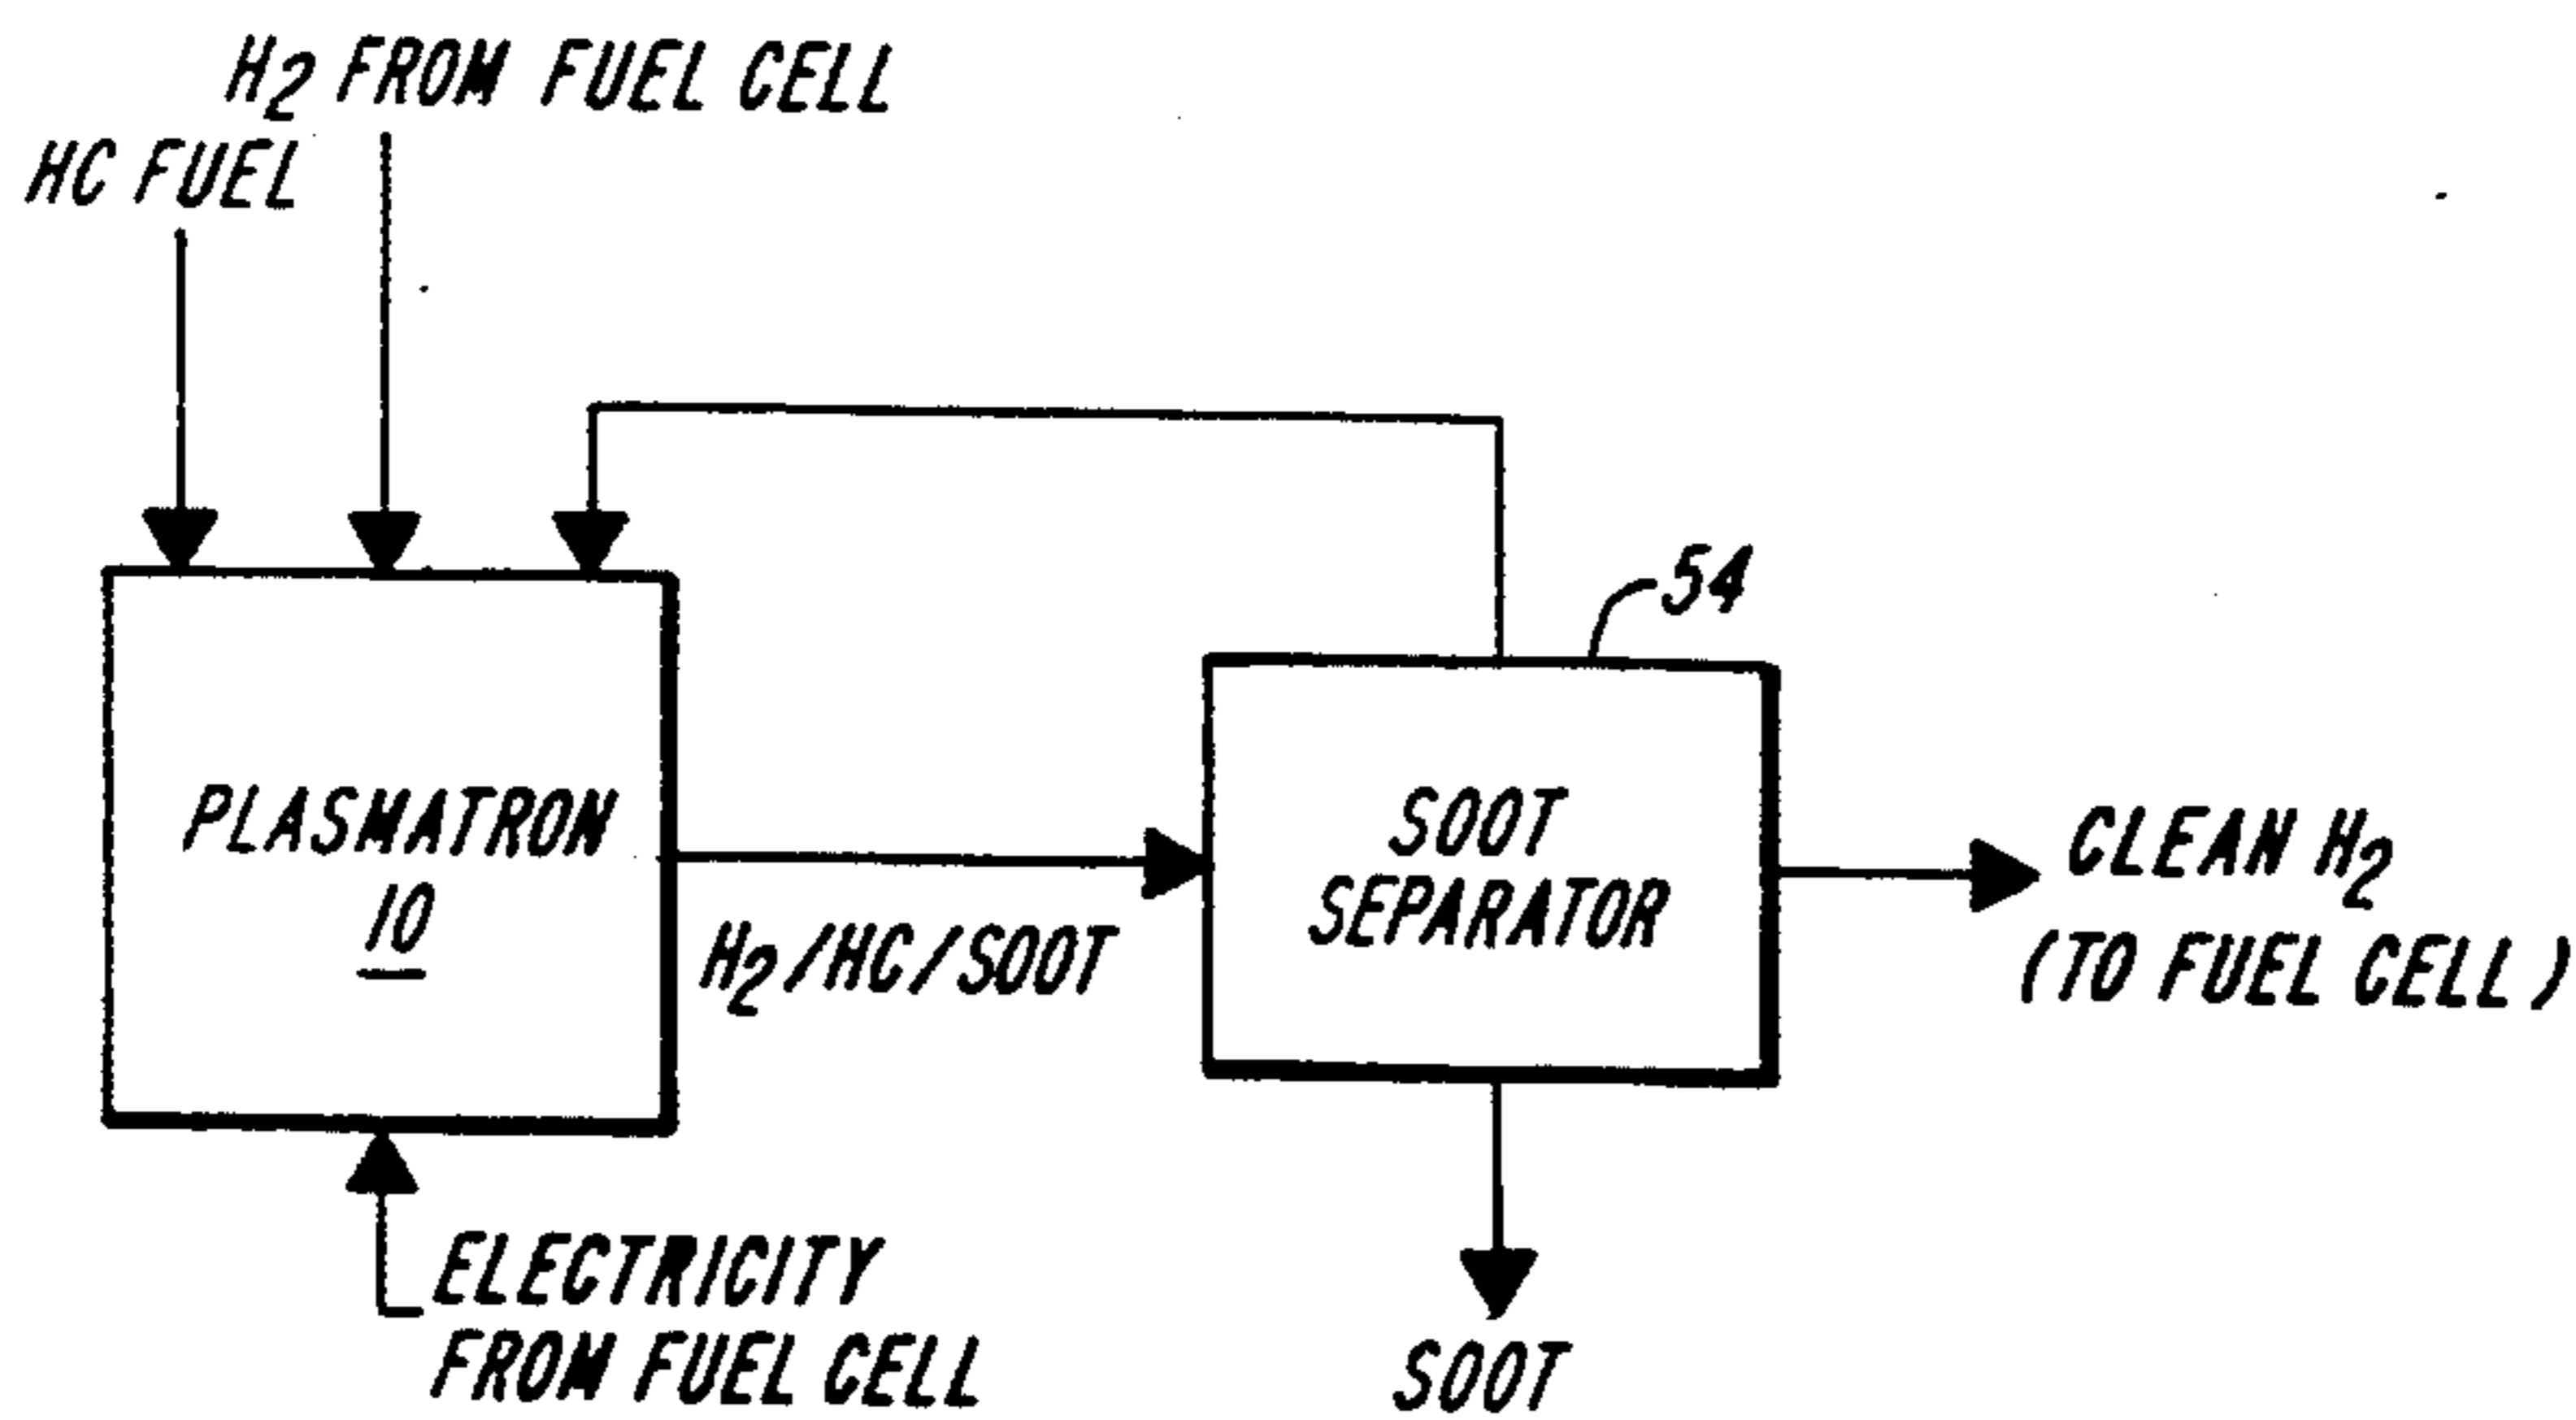 H2 FROM FUEL CELL
HC FUEL
54
PLASMATRON
10
SOOT
SEPARATOR
H2/HC/SOOT
CLEAN H2
(TO FUEL CELL)
ELECTRICITY
FROM FUEL CELL
SOOT